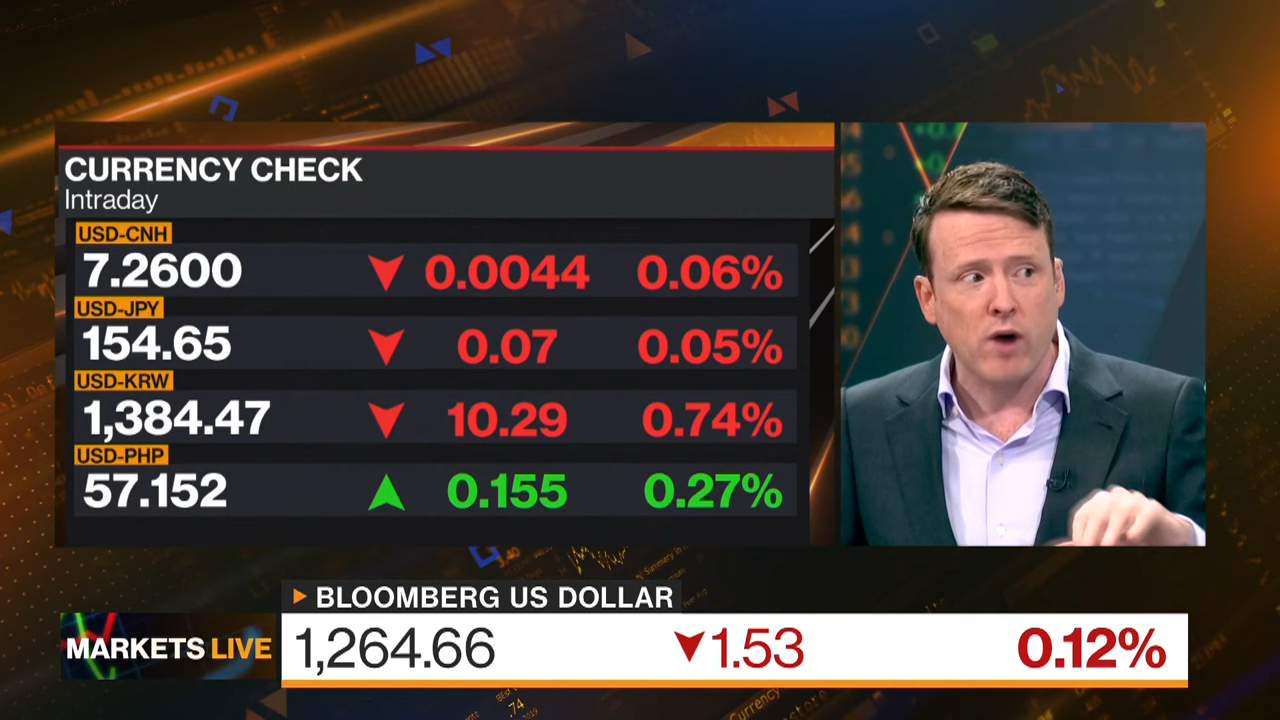 CURRENCY CHECK
Intraday
USD-CNH
7.2600 ▼ 0.0044 0.06%
USD-JPY
154.65 ▼ 0.07 0.05%
USD-KRW
1,384.47 ▼ 10.29 0.74%
USD-PHP
57.152 ▲ 0.155 0.27%
BLOOMBERG US DOLLAR
MARKETS LIVE
1,264.66 ▼1.53 0.12%